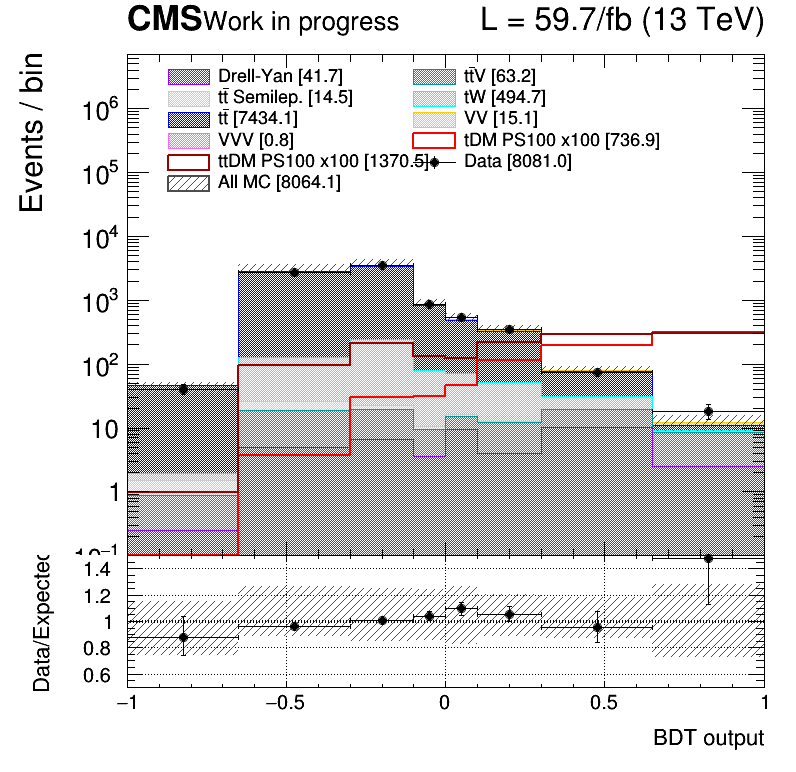 CMS Work in progress L = 59.7/fb (13 TeV)
Events / bin
Drell-Yan [41.7] tt̄V [63.2]
tt̄ Semilep. [14.5] tW [494.7]
tt̄ [7434.1] VV [15.1]
VVV [0.8] tDM PS100 x100 [736.9]
ttDM PS100 x100 [1370.5] Data [8081.0]
All MC [8064.1]
10⁶
10⁵
10⁴
10³
10²
10
1
10⁻¹
Data/Expected
1.4
1.2
1
0.8
0.6
−1 −0.5 0 0.5 1
BDT output